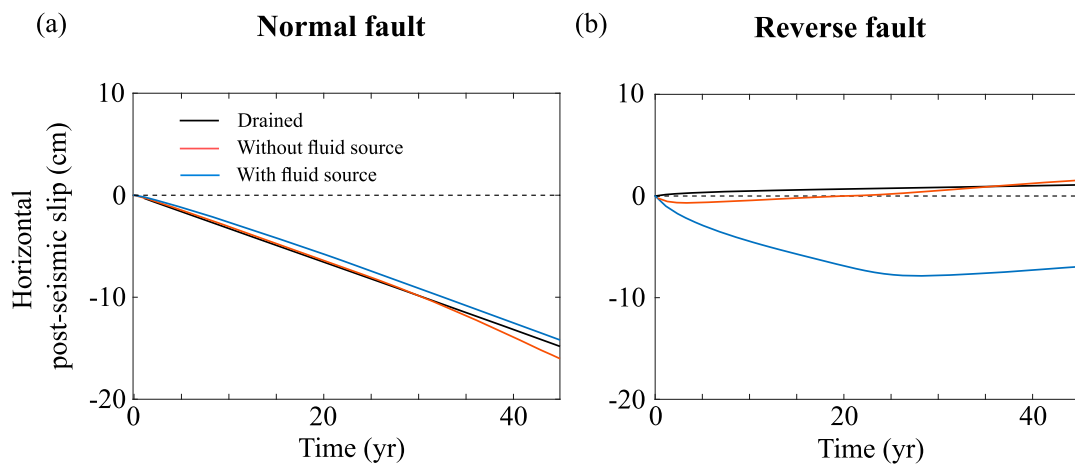 (a)
Normal fault
(b)
Reverse fault
10
0
-10
-20
Horizontal
post-seismic slip (cm)
Drained
Without fluid source
With fluid source
0
20
40
Time (yr)
10
0
-10
-20
0
20
40
Time (yr)